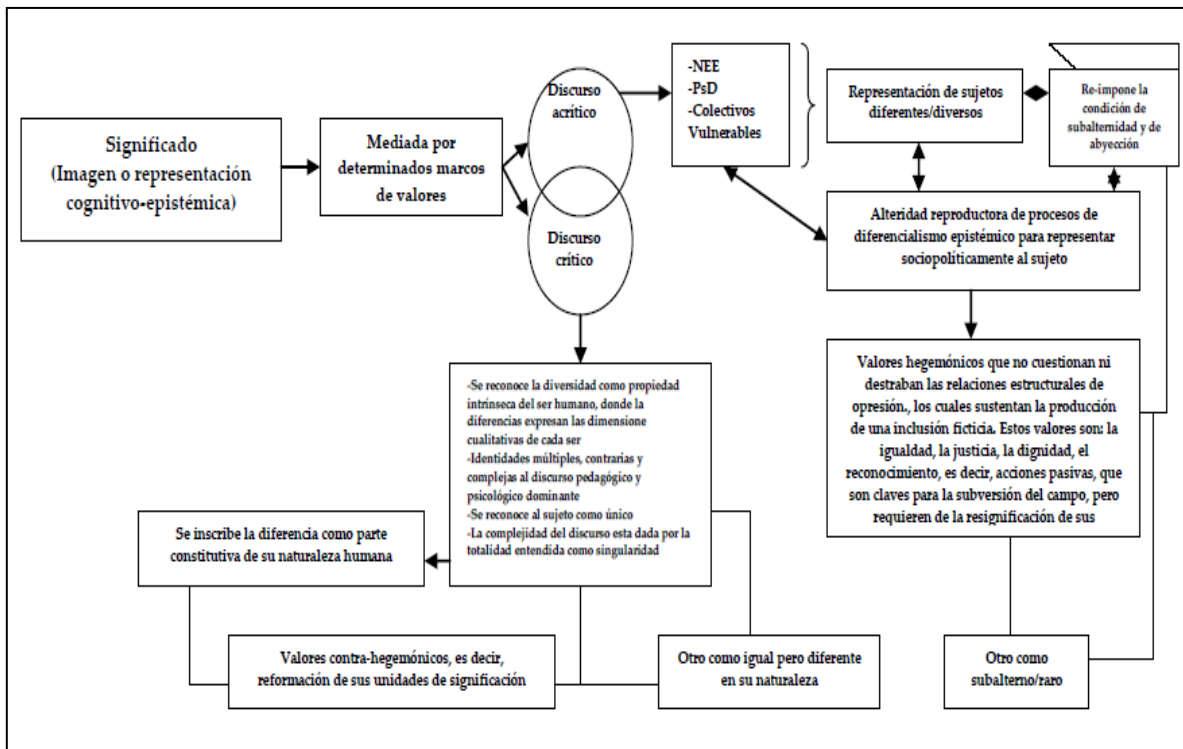 Significado
(Imagen o representación
cognitivo-epistémica)
Mediada por
determinados marcos
de valores
Discurso
acrítico
Discurso
crítico
-NEE
-PsD
-Colectivos
Vulnerables
Representación de sujetos
diferentes/diversos
Re-impone la
condición de
subalternidad y de
abyección
Alteridad reproductora de procesos de
diferencialismo epistémico para representar
sociopolíticamente al sujeto
Valores hegemónicos que no cuestionan ni
destraban las relaciones estructurales de
opresión., los cuales sustentan la producción
de una inclusión ficticia. Estos valores son: la
igualdad, la justicia, la dignidad, el
reconocimiento, es decir, acciones pasivas, que
son claves para la subversión del campo, pero
requieren de la resignificación de sus
-Se reconoce la diversidad como propiedad
intrínseca del ser humano, donde la
diferencias expresan las dimensione
cualitativas de cada ser
-Identidades múltiples, contrarias y
complejas al discurso pedagógico y
psicológico dominante
-Se reconoce al sujeto como único
-La complejidad del discurso esta dada por la
totalidad entendida como singularidad
Se inscribe la diferencia como parte
constitutiva de su naturaleza humana
Valores contra-hegemónicos, es decir,
reformación de sus unidades de significación
Otro como igual pero diferente
en su naturaleza
Otro como
subalterno/raro